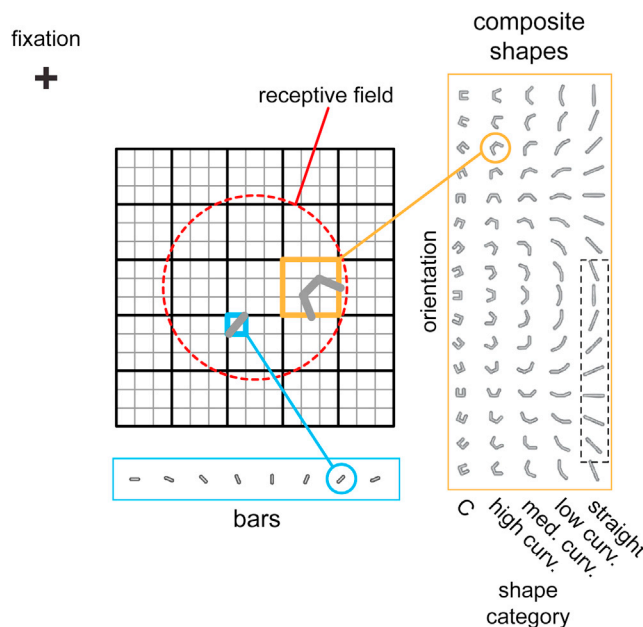 fixation
composite
shapes
receptive field
orientation
bars
C
high curv.
med. curv.
low curv.
straight
shape
category